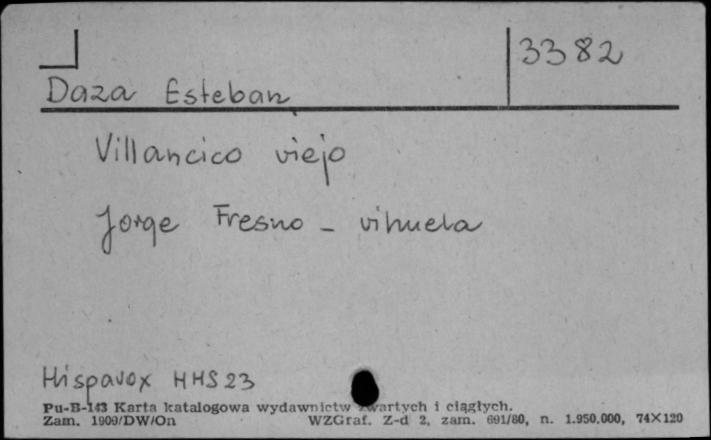 3382
Daza Esteban
Villancico viejo
Jorge Fresno - vihuela
Hispavox HHS 23
Pu-B-143 Karta katalogowa wydawnictw zwartych i ciągłych.
Zam. 1909/DW/On WZGraf. Z-d 2, zam. 691/80, n. 1.950.000, 74X120